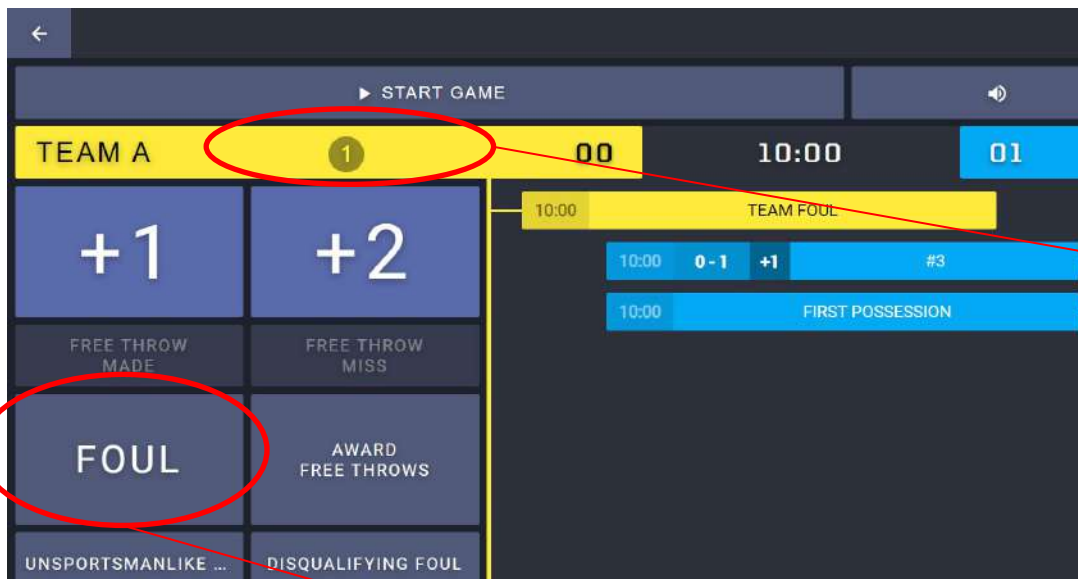 START GAME
TEAM A 1 00 10:00 01
10:00 TEAM FOUL
+1 +2
10:00 0-1 +1 #3
10:00 FIRST POSSESSION
FREE THROW
MADE
FREE THROW
MISS
FOUL
AWARD
FREE THROWS
UNSPORTSMANLIKE ...
DISQUALIFYING FOUL